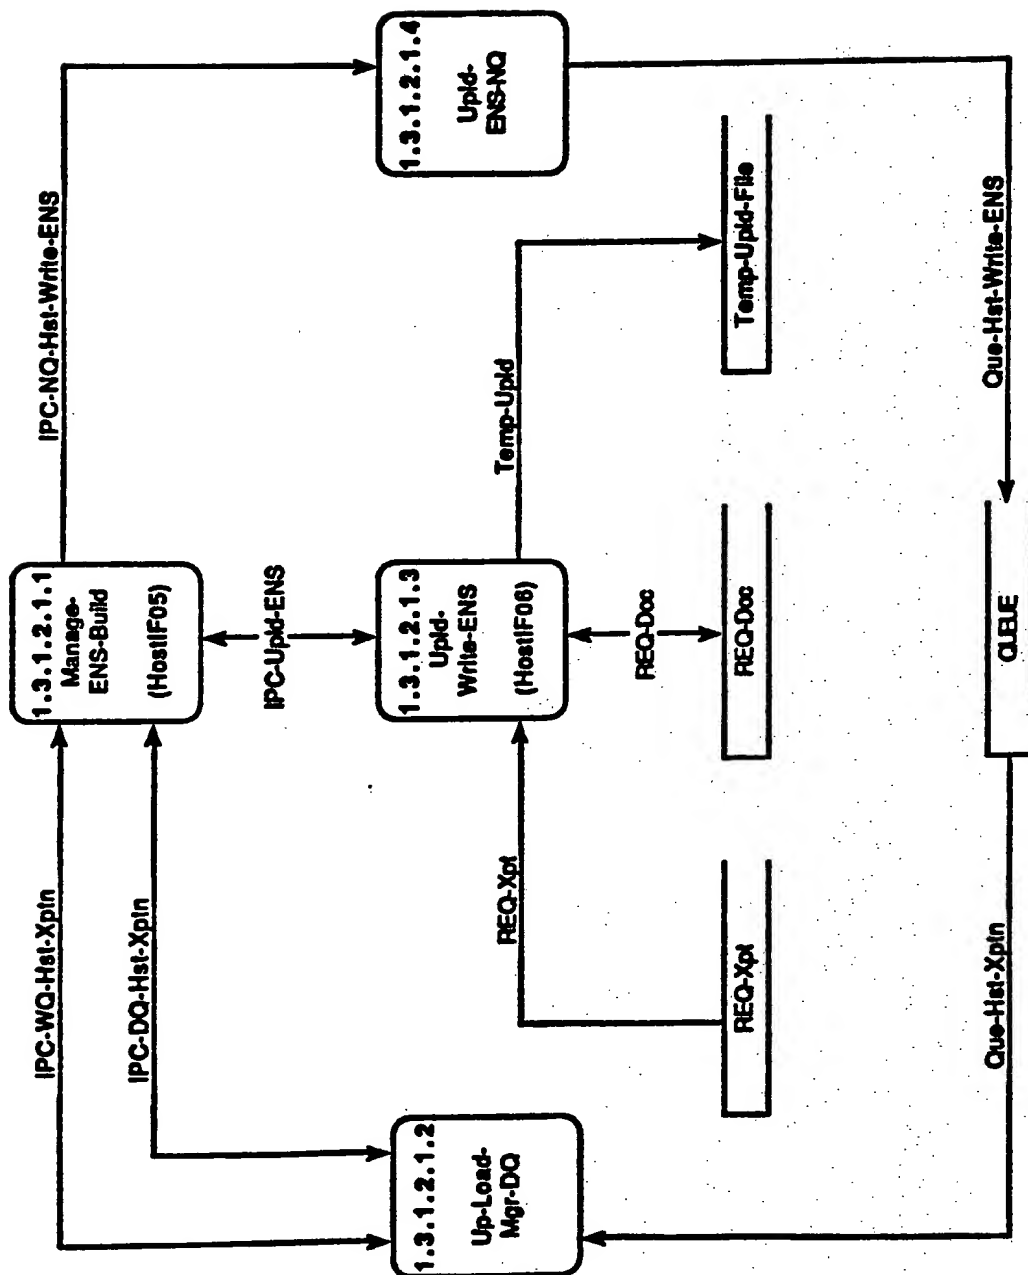 IPC-WQ-Hst-Xptn
IPC-DQ-Hst-Xptn
IPC-NQ-Hst-Write-ENS
1.3.1.2.1.1
Manage-
ENS-Build
(HostIF05)
IPC-Upld-ENS
1.3.1.2.1.2
Up-Load-
Mgr-DQ
REQ-Xpt
1.3.1.2.1.3
Upld-
Write-ENS
(HostIF06)
Temp-Upld
1.3.1.2.1.4
Upld-
ENS-NQ
REQ-Doc
REQ-Xpt
REQ-Doc
Temp-Upld-File
Que-Hst-Xptn
QUEUE
Que-Hst-Write-ENS